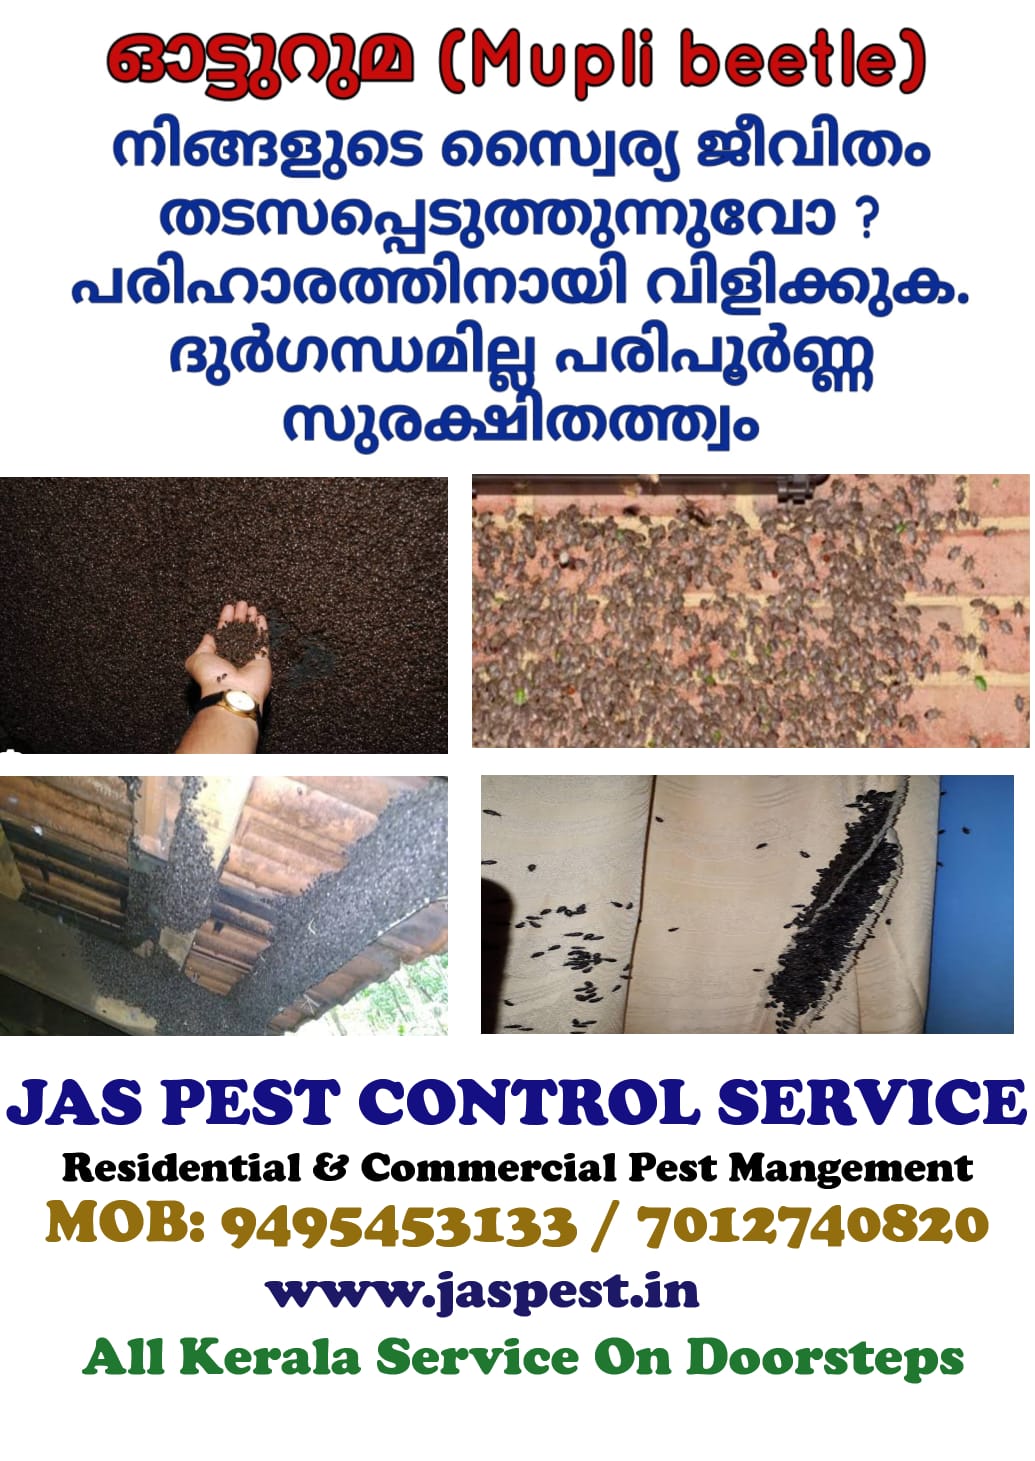 ഓട്ടുറുമ (Mupli beetle)
നിങ്ങളുടെ സ്വൈര്യ ജീവിതം
തടസപ്പെടുത്തുന്നുവോ ?
പരിഹാരത്തിനായി വിളിക്കുക.
ദുർഗന്ധമില്ല പരിപൂർണ്ണ
സുരക്ഷിതത്ത്വം
JAS PEST CONTROL SERVICE
Residential & Commercial Pest Mangement
MOB: 9495453133 / 7012740820
www.jaspest.in
All Kerala Service On Doorsteps